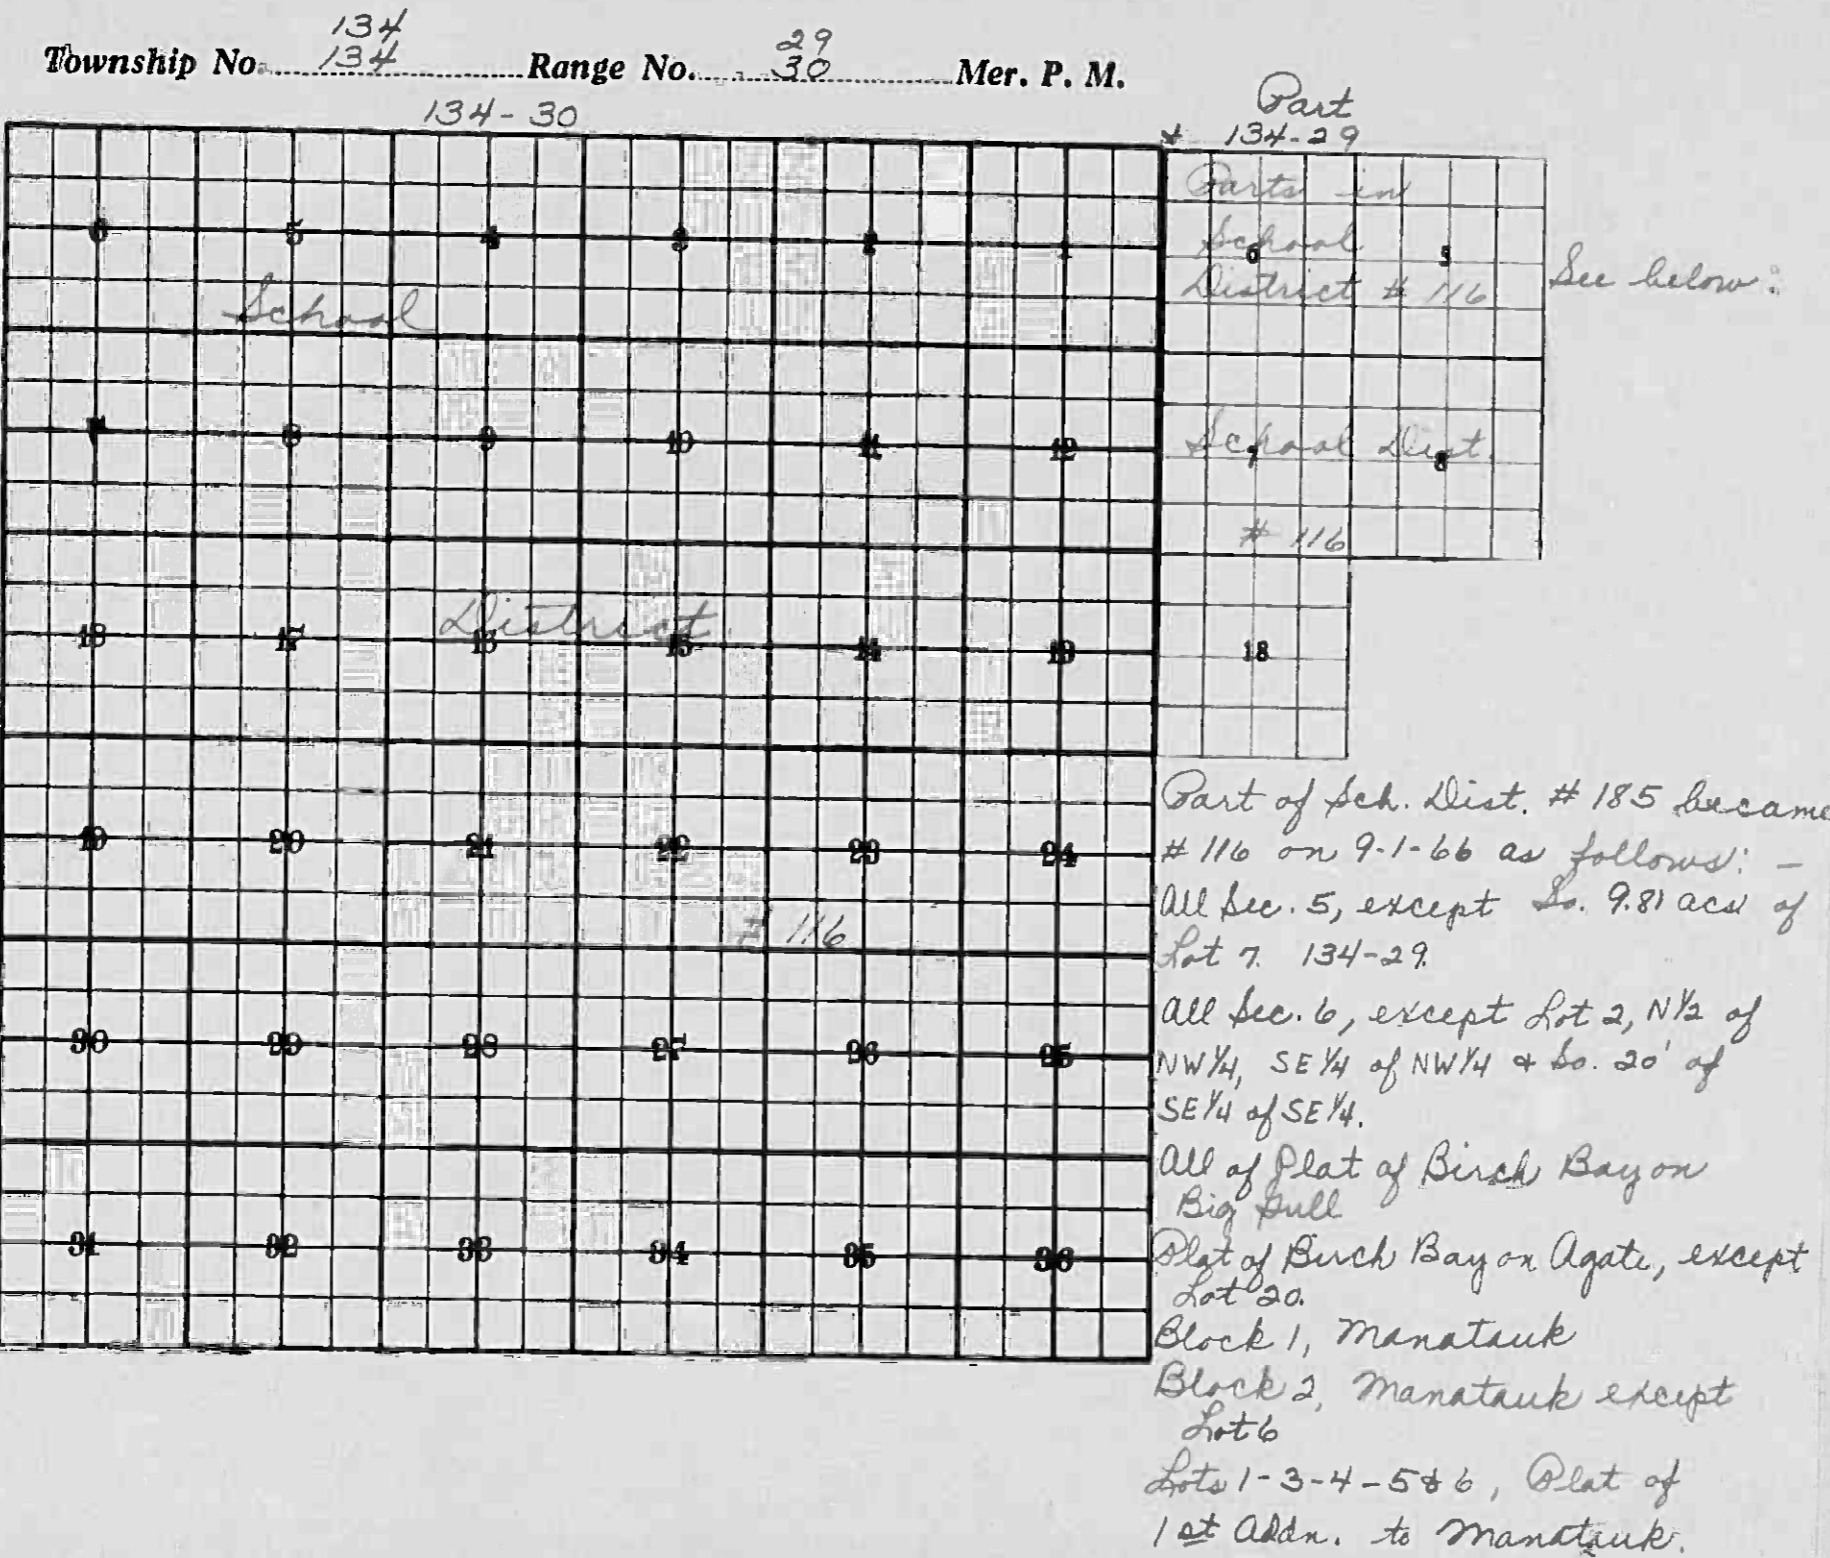 134 29
Township No. 134 Range No. 30 Mer. P. M.
134-30
Part
134-29
6 5 4 3 2 1
Parts in
School
6 5
District # 116
See below:
School
7 8 9 10 11 12
School Dist.
7 8
# 116
District
18 17 16 15 14 13
18
19 20 21 22 23 24
# 116
30 29 28 27 26 25
31 32 33 34 35 36
Part of Sch. Dist. # 185 became
# 116 on 9-1-66 as follows: -
All Sec. 5, except So. 9.81 acs of
Lot 7. 134-29.
All Sec. 6, except Lot 2, N½ of
NW¼, SE¼ of NW¼ & So. 20' of
SE¼ of SE¼.
All of Plat of Birch Bay on
Big Gull
Plat of Birch Bay on Agate, except
Lot 20.
Block 1, Manatauk
Block 2, Manatauk except
Lot 6
Lots 1-3-4-5&6, Plat of
1st Addn. to Manatauk.